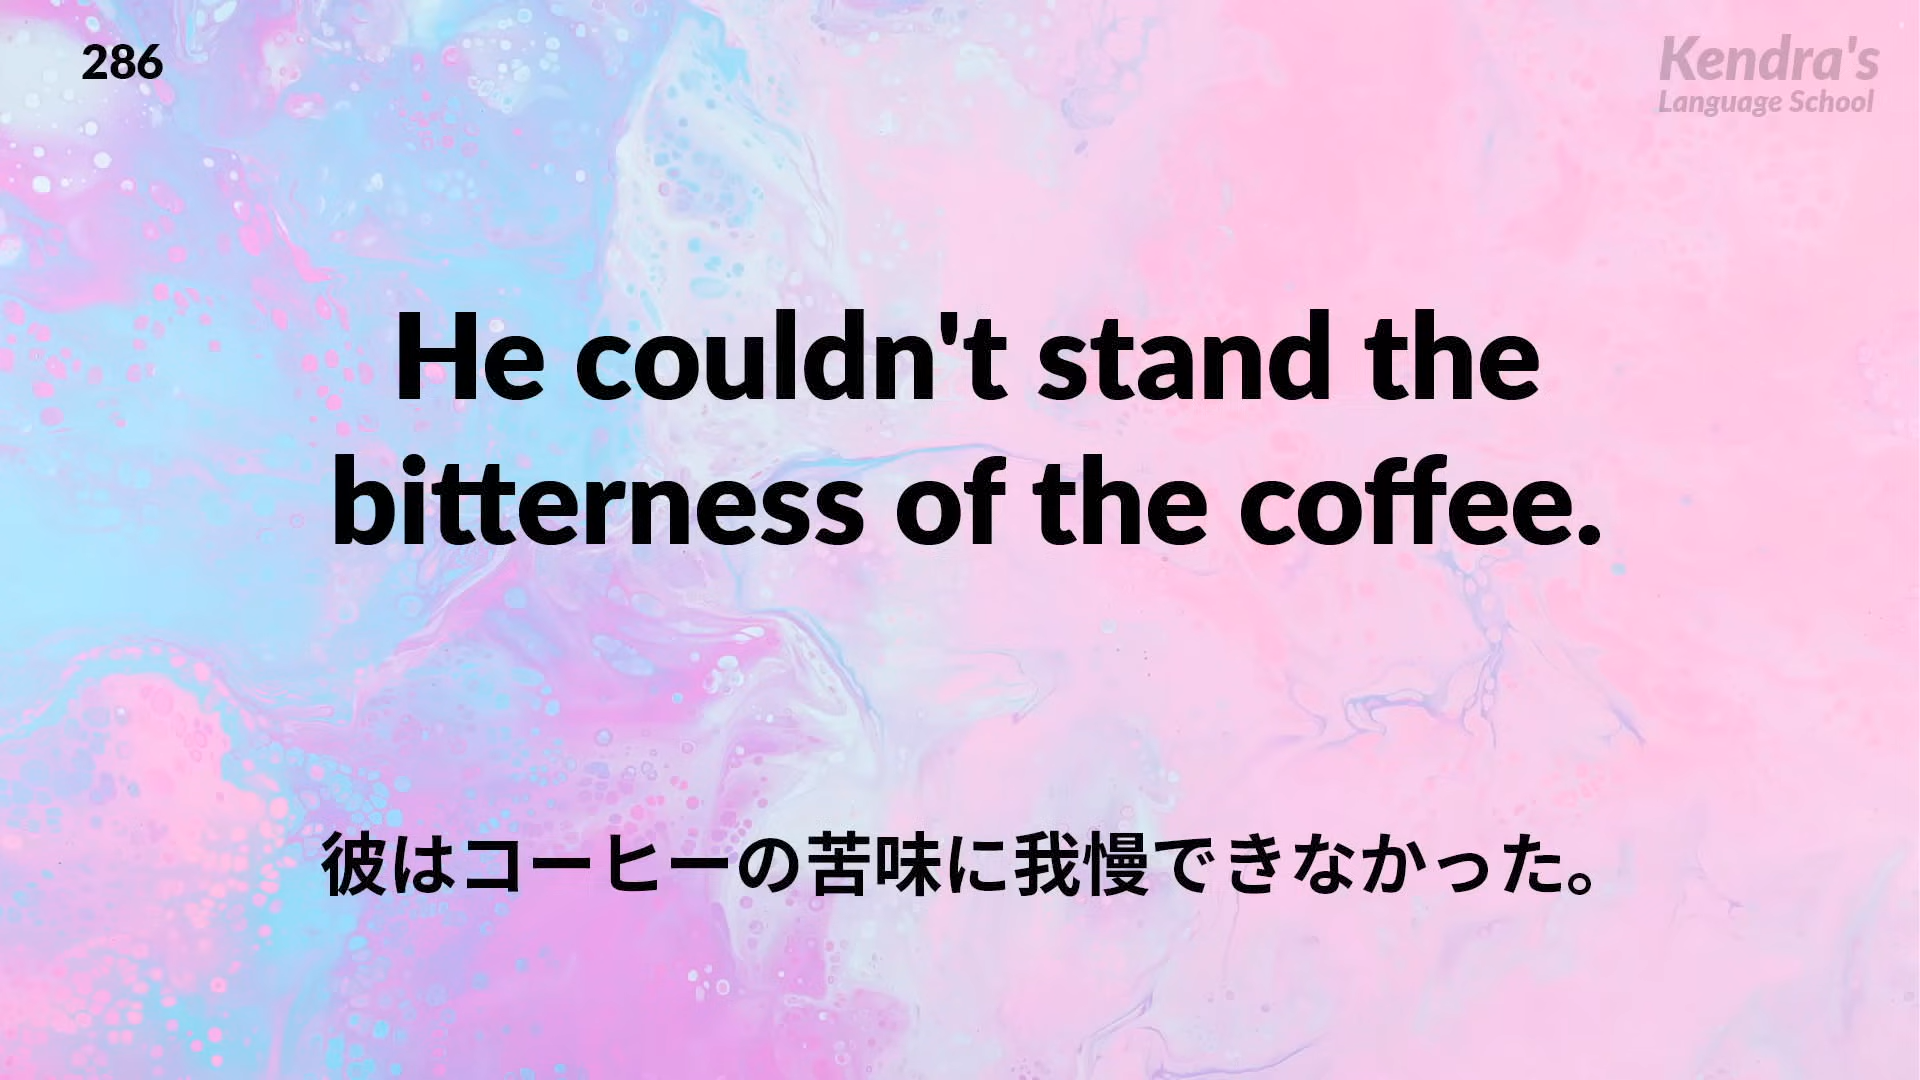 286
Kendra's
Language School
He couldn't stand the
bitterness of the coffee.
彼はコーヒーの苦味に我慢できなかった。